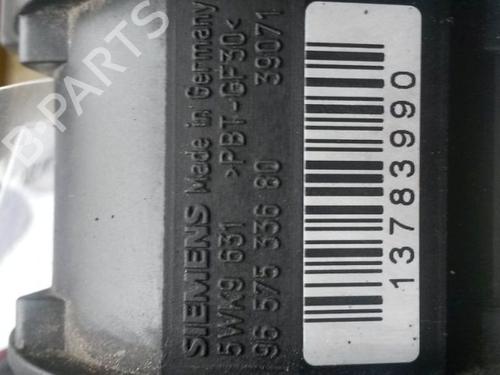 SIEMENS Made in Germany
5WK9 631 >PBT-GF30<
96 575 336 80 39071
13783990
B-PARTS